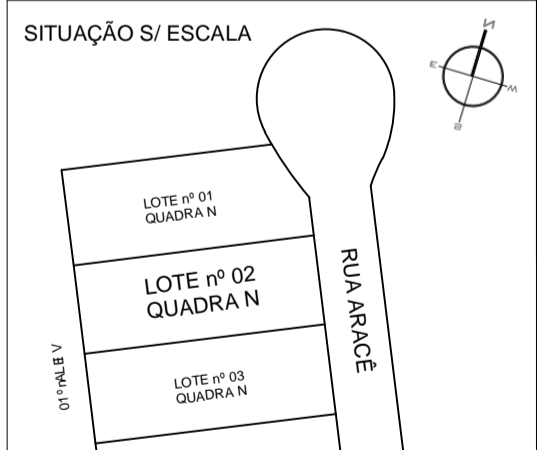 SITUAÇÃO S/ ESCALA
N
E
W
S
LOTE nº 01
QUADRA N
LOTE nº 02
QUADRA N
RUA ARACÊ
LOTE nº 03
QUADRA N